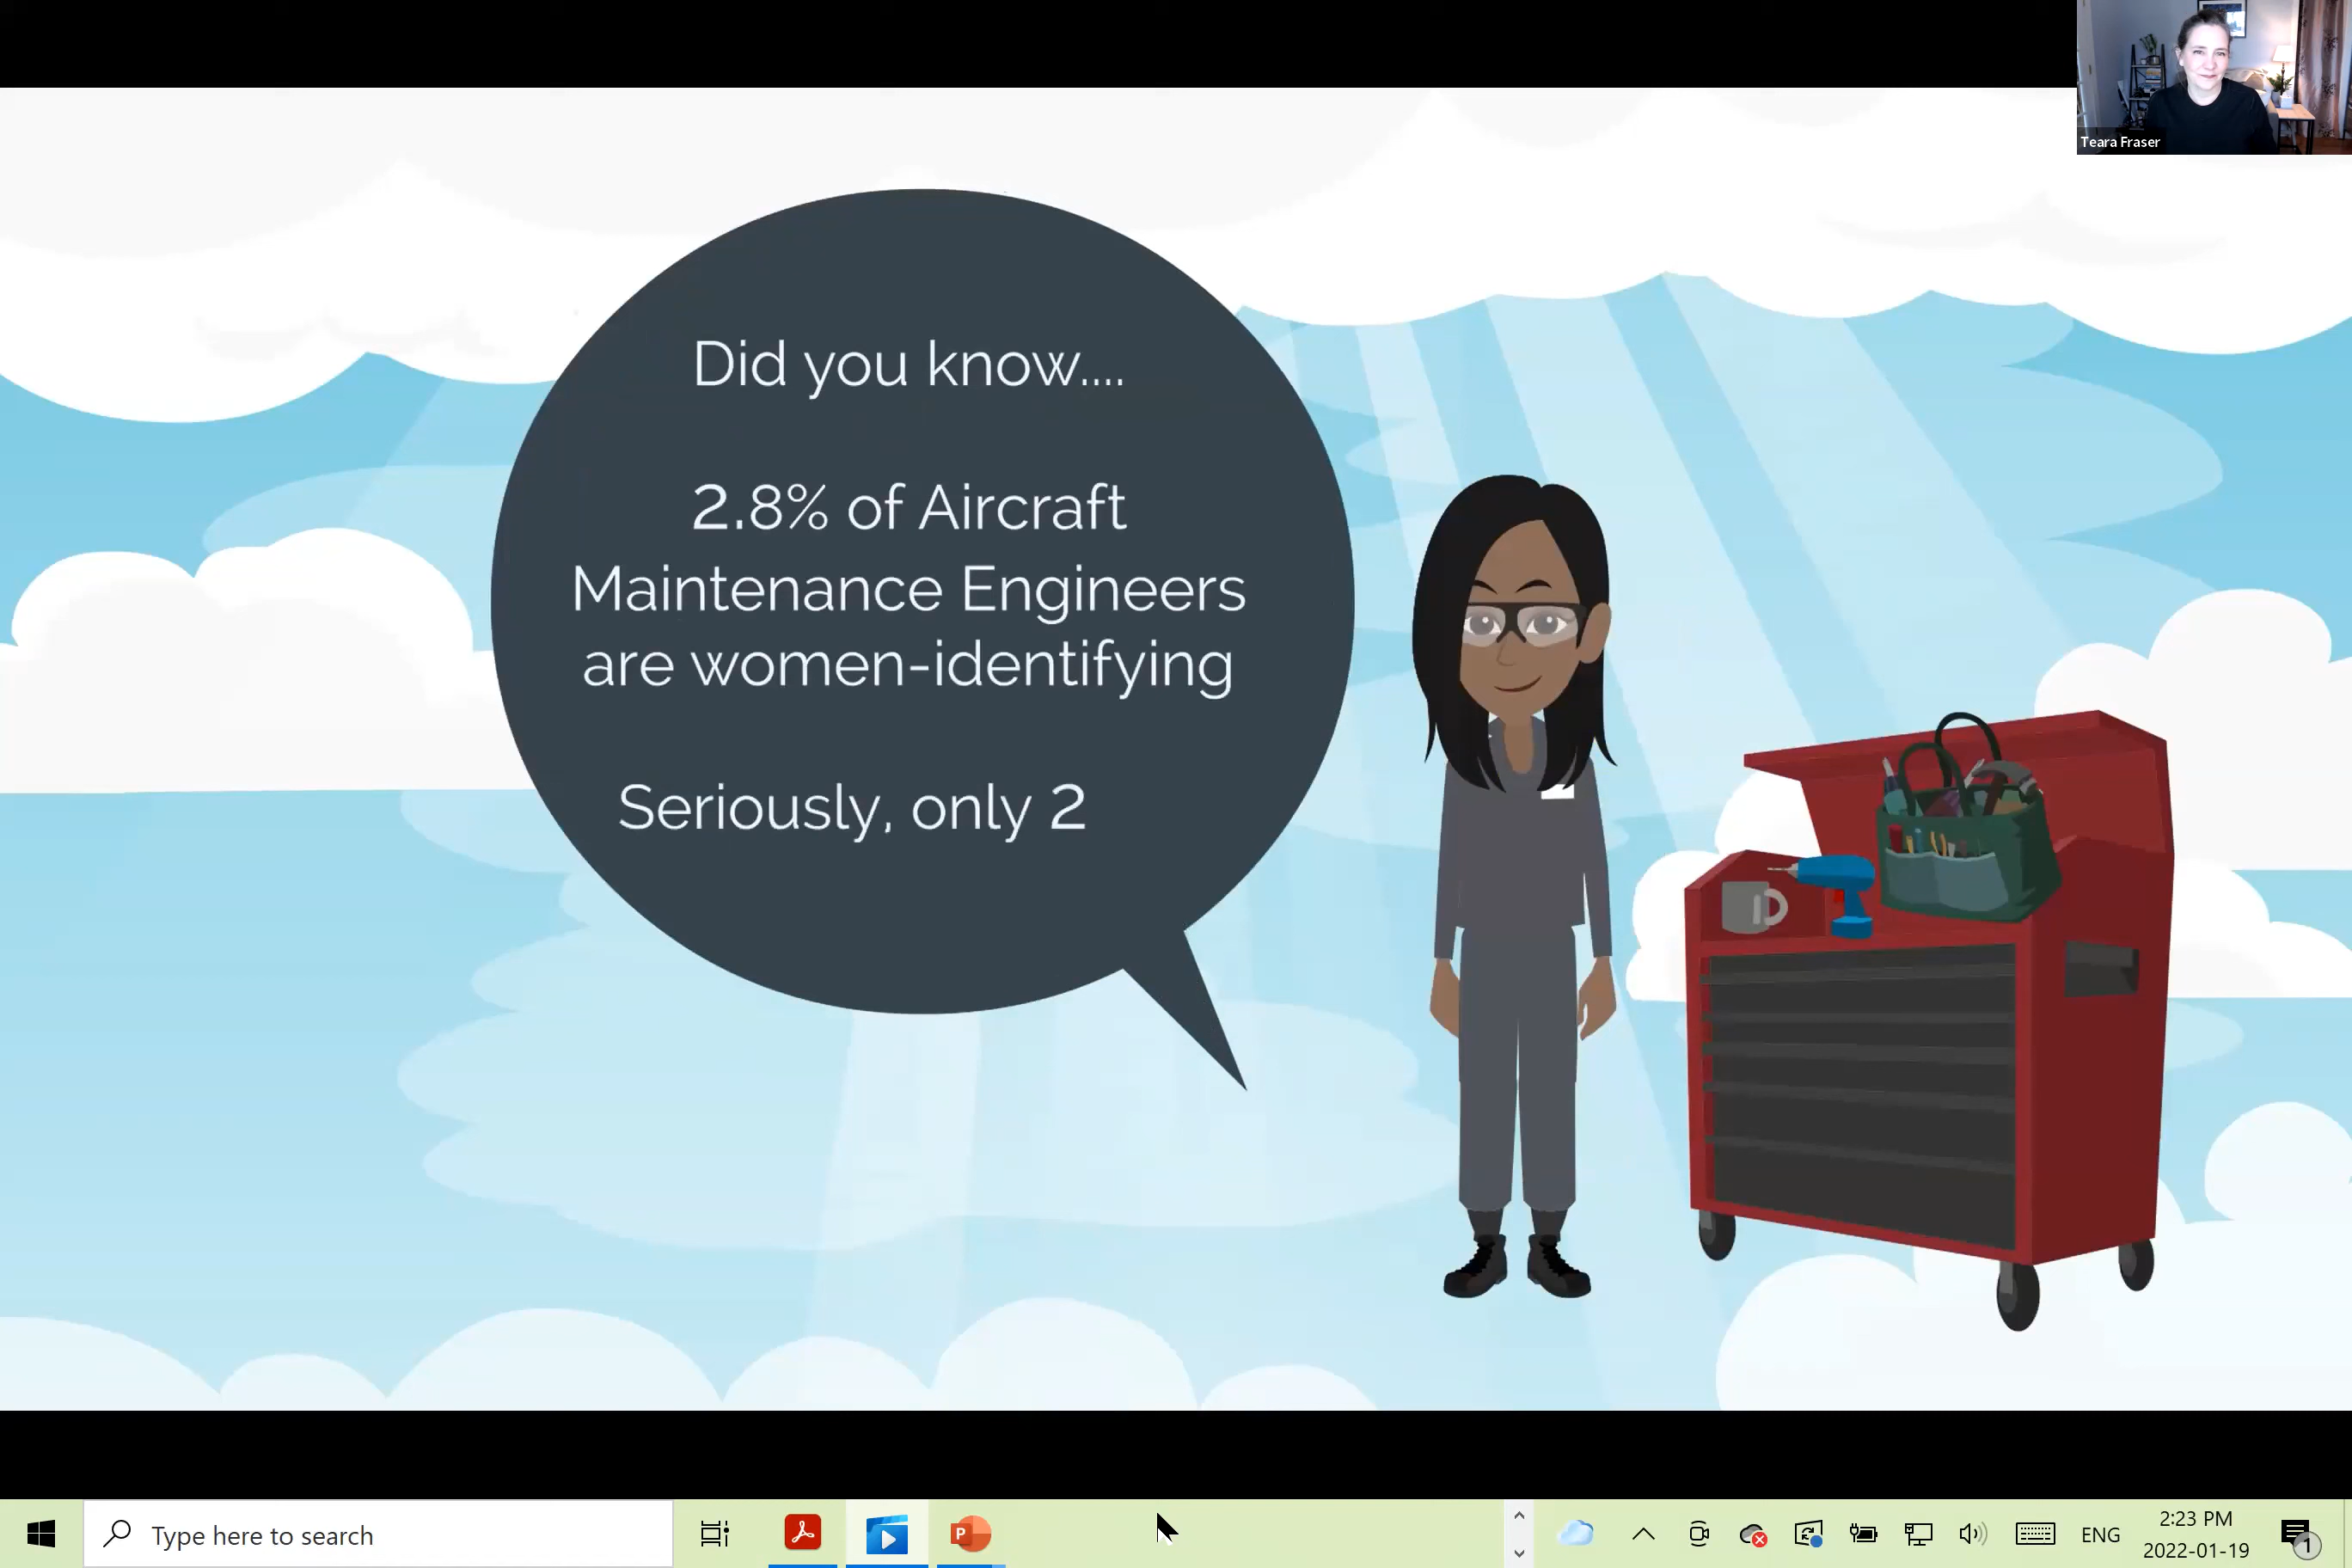 Teara Fraser
Did you know....
2.8% of Aircraft
Maintenance Engineers
are women-identifying
Seriously, only 2
Type here to search
P
ENG
2:23 PM
2022-01-19
1